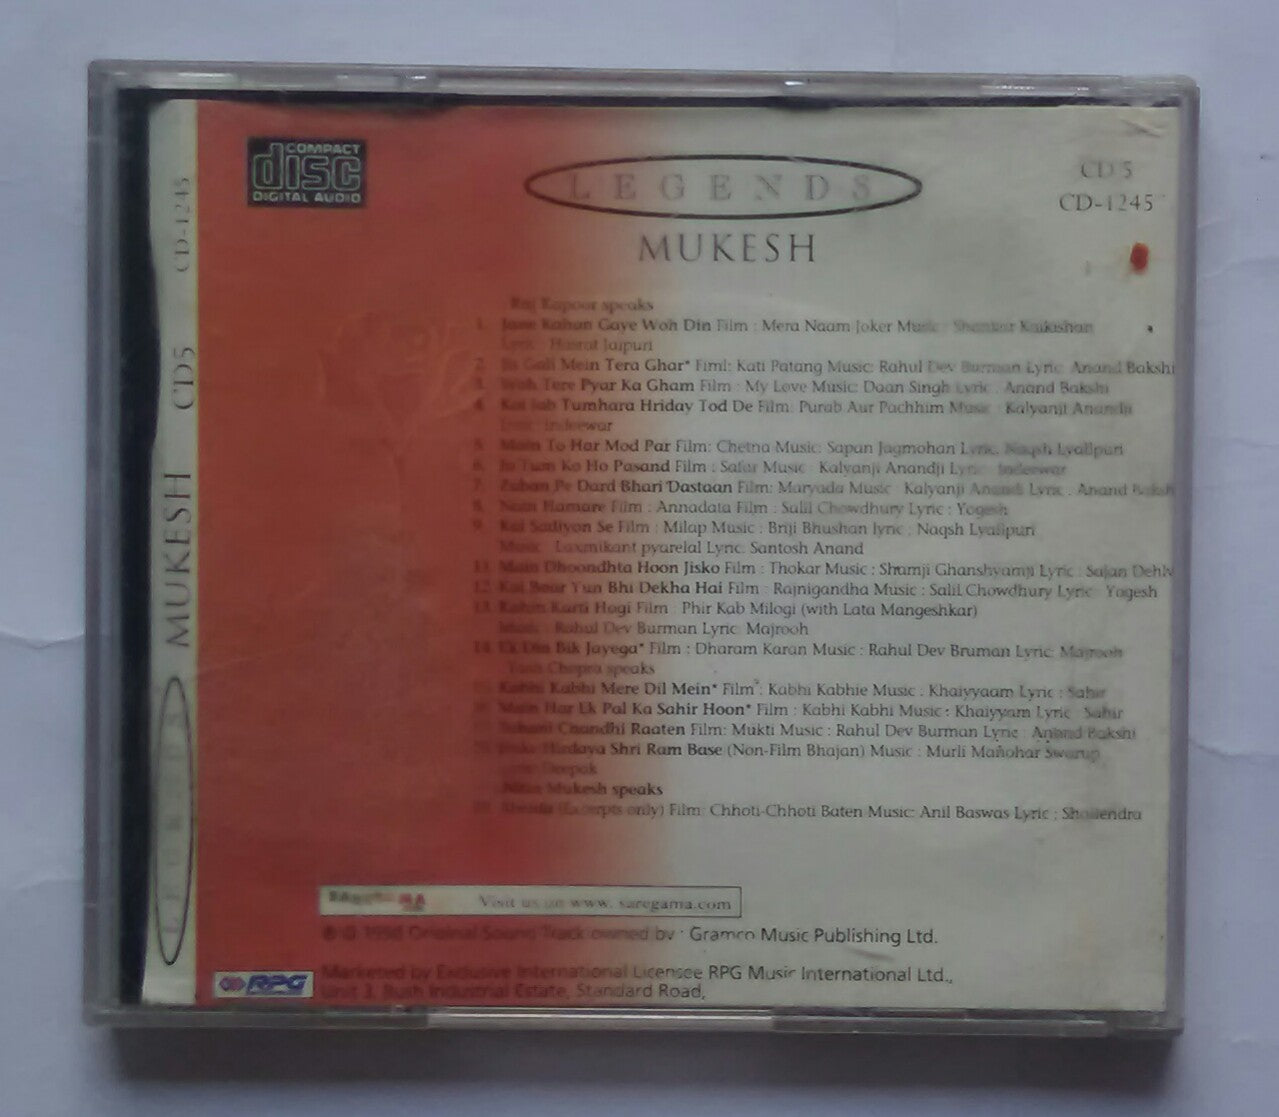 COMPACT
disc
DIGITAL AUDIO
LEGENDS
MUKESH
CD 5
CD-1245
Raj Kapoor speaks
1. Jane Kahan Gaye Woh Din Film : Mera Naam Joker Music : Shankar
Lyric : Hasrat Jaipuri
2. Jis Gali Mein Tera Ghar* Fiml: Kati Patang Music: Rahul Dev Burman Lyric: Anand Bakshi
3. Woh Tere Pyar Ka Gham Film : My Love Music: Daan Singh Lyric : Anand Bakshi
4. Koi Jab Tumhara Hriday Tod De Film: Purab Aur Pachhim Music : Kalyanji Anandji
Lyric: Indeewar
5. Main To Har Mod Par Film: Chetna Music: Sapan Jagmohan Lyric: Naqsh Lyallpuri
6. Jo Tum Ko Ho Pasand Film : Safar Music : Kalyanji Anandji Lyric : Indeewar
7. Zuban Pe Dard Bhari Dastaan Film: Maryada Music : Kalyanji Anandi Lyric : Anand Baksh
8. Nain Hamare Film : Annadata Film : Salil Chowdhury Lyric : Yogesh
9. Kai Sadiyon Se Film : Milap Music : Briji Bhushan lyric : Naqsh Lyallpuri
Music : Laxmikant pyarelal Lyric: Santosh Anand
11. Main Dhoondhta Hoon Jisko Film : Thokar Music : Shamji Ghanshyamji Lyric : Sajan Dehlv
12. Kai Baar Yun Bhi Dekha Hai Film : Rajnigandha Music : Salil Chowdhury Lyric : Yogesh
13. Kahin Karti Hogi Film : Phir Kab Milogi (with Lata Mangeshkar)
Music : Rahul Dev Burman Lyric: Majrooh
14. Ek Din Bik Jayega* Film : Dharam Karan Music : Rahul Dev Bruman Lyric: Majrooh
Yash Chopra speaks
15. Kabhi Kabhi Mere Dil Mein* Film : Kabhi Kabhie Music : Khaiyyaam Lyric : Sahir
16. Main Har Ek Pal Ka Sahir Hoon* Film : Kabhi Kabhi Music : Khaiyyam Lyric : Sahir
Suhani Chandhi Raaten Film: Mukti Music : Rahul Dev Burman Lyric : Anand Bakshi
Hirdaya Shri Ram Base (Non-Film Bhajan) Music : Murli Mañohar Swarup
Deepak
Nitin Mukesh speaks
(Excerpts only) Film: Chhoti-Chhoti Baten Music: Anil Baswas Lyric : Shailendra
Visit us on www. saregama.com
℗ © 1998 Original Sound Track owned by : Gramco Music Publishing Ltd.
RPG
Marketed by Exclusive International Licensee RPG Music International Ltd.,
Unit 3, Rush Industrial Estate, Standard Road,
LEGENDS
MUKESH
CD5
CD-1245